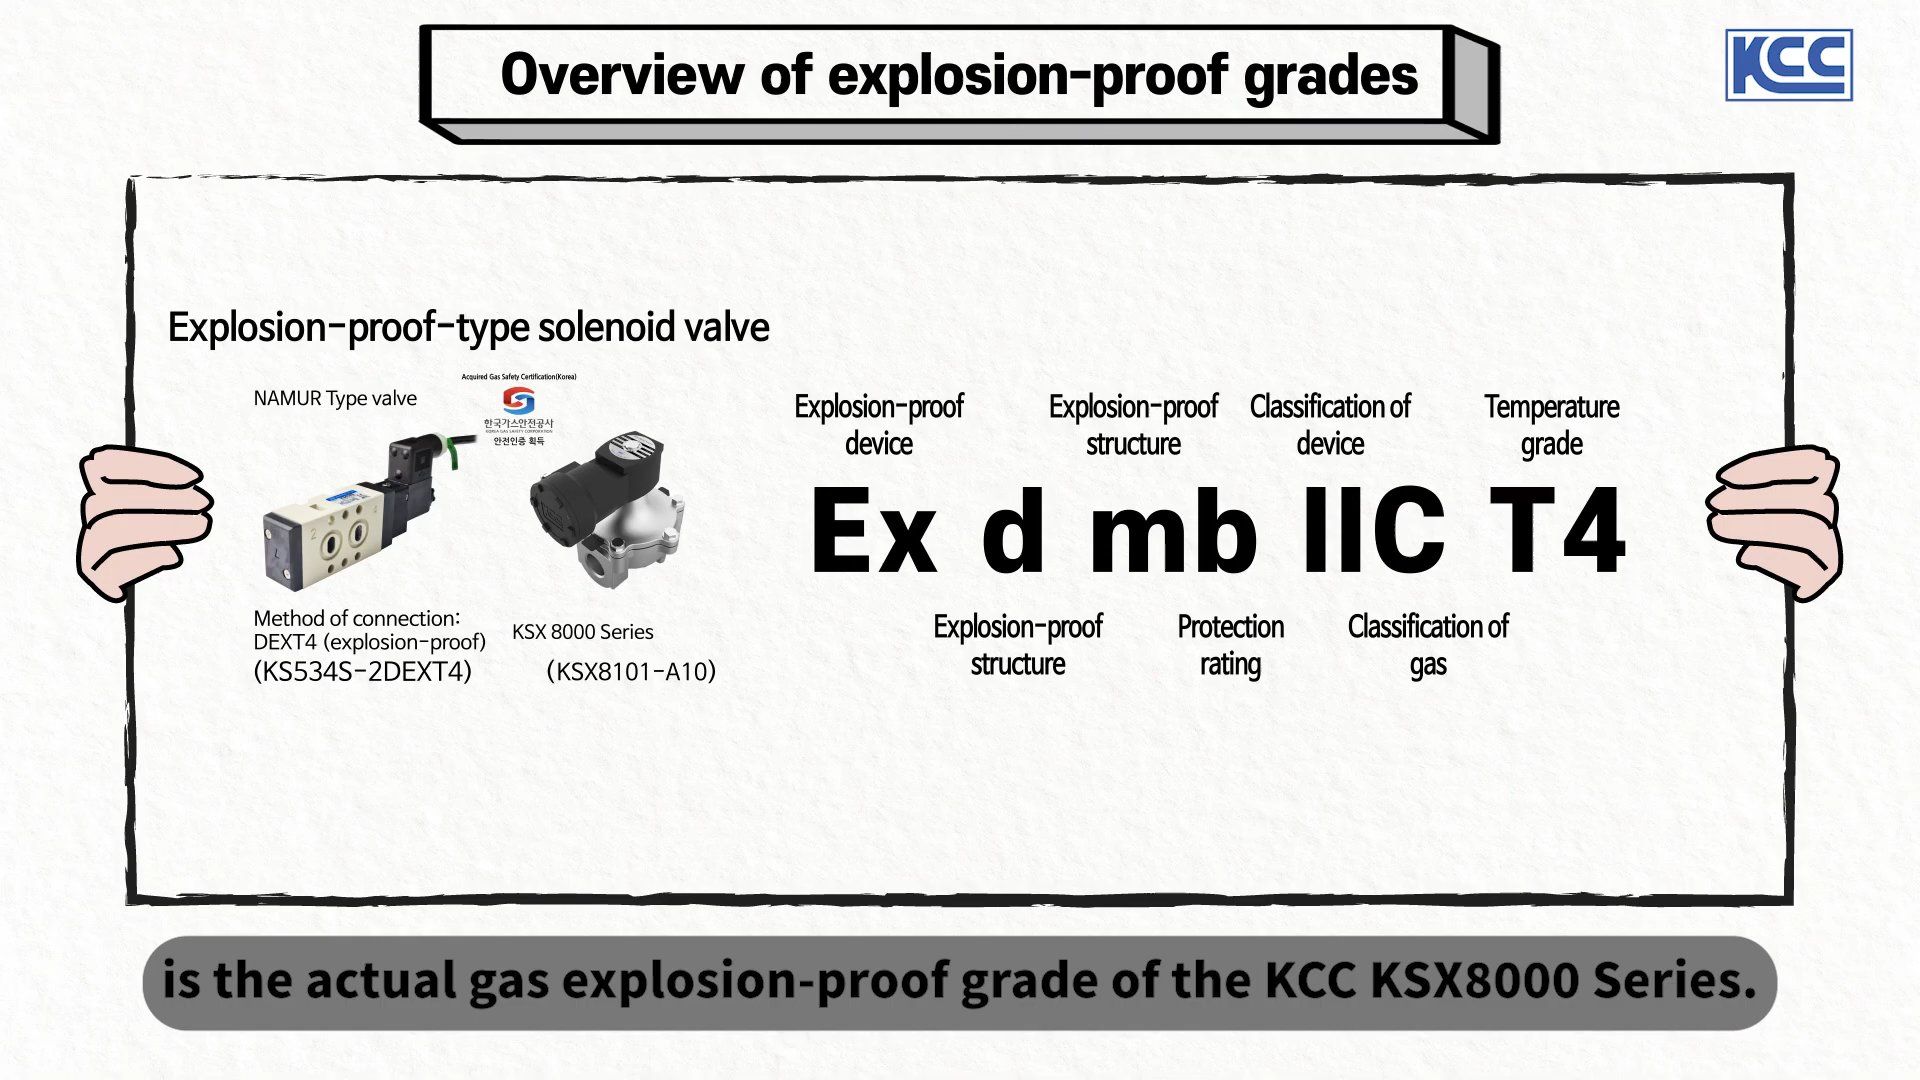 Overview of explosion-proof grades
KCC
Explosion-proof-type solenoid valve
NAMUR Type valve
Acquired Gas Safety Certification(Korea)
한국가스안전공사
KOREA GAS SAFETY CORPORATION
안전인증 획득
Method of connection:
DEXT4 (explosion-proof)
(KS534S-2DEXT4)
KSX 8000 Series
(KSX8101-A10)
Explosion-proof
device
Explosion-proof
structure
Classification of
device
Temperature
grade
Ex d mb IIC T4
Explosion-proof
structure
Protection
rating
Classification of
gas
is the actual gas explosion-proof grade of the KCC KSX8000 Series.